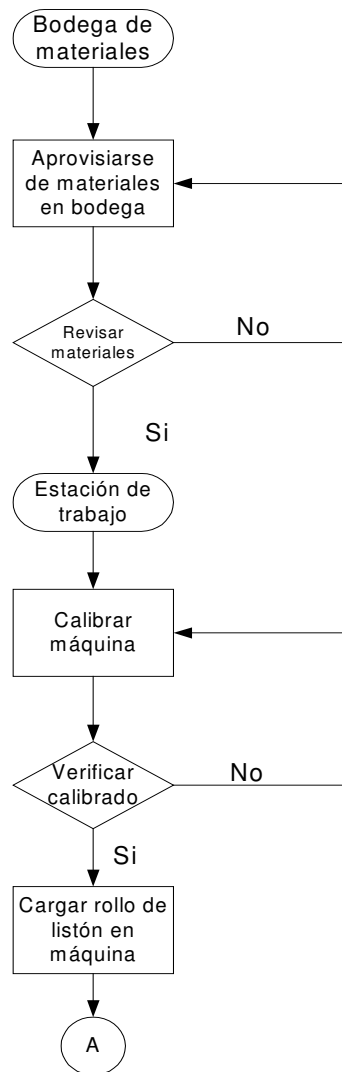 Bodega de
materiales
Aprovisiarse
de materiales
en bodega
Revisar
materiales
No
Si
Estación de
trabajo
Calibrar
máquina
Verificar
calibrado
No
Si
Cargar rollo de
listón en
máquina
A